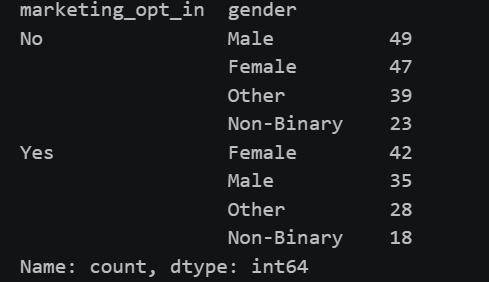 marketing_opt_in  gender
No                Male          49
                  Female        47
                  Other         39
                  Non-Binary    23
Yes               Female        42
                  Male          35
                  Other         28
                  Non-Binary    18
Name: count, dtype: int64